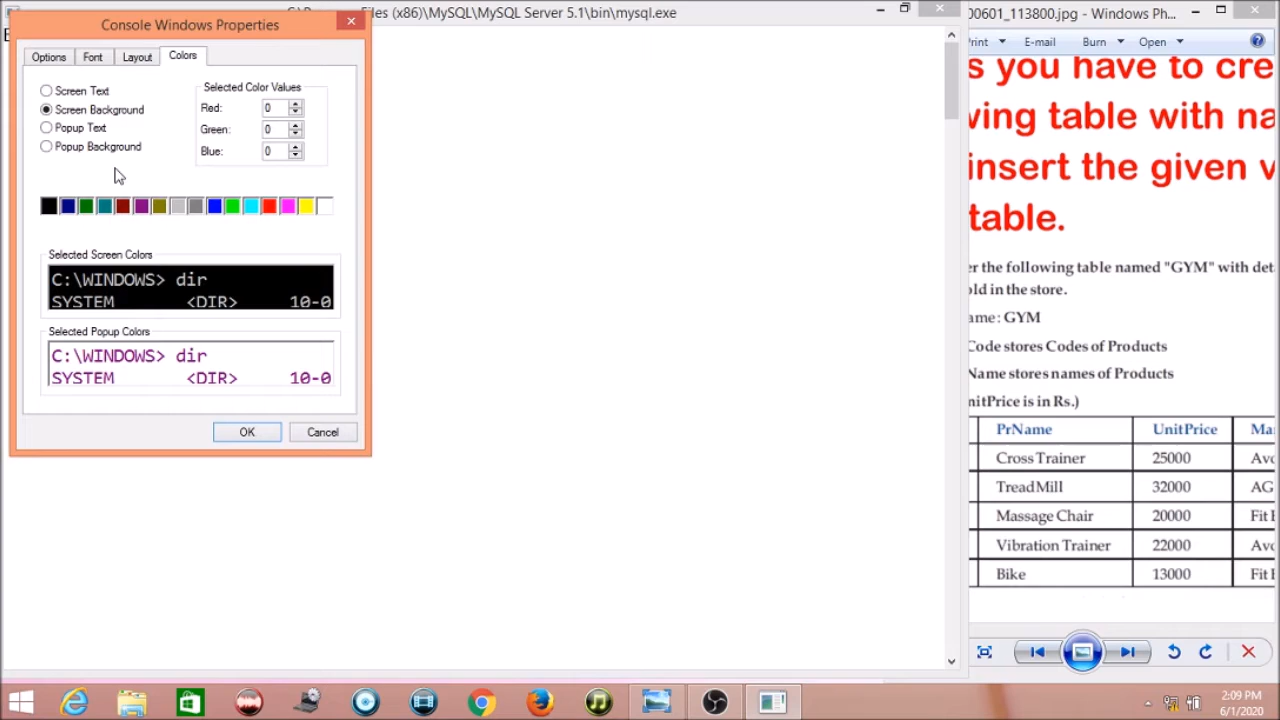 Console Windows Properties
Files (x86)\MySQL\MySQL Server 5.1\bin\mysql.exe
00601_113800.jpg - Windows Ph...
Options
Font
Layout
Colors
Print
E-mail
Burn
Open
Screen Text
Screen Background
Popup Text
Popup Background
Selected Color Values
Red: 0
Green: 0
Blue: 0
Selected Screen Colors
C:\WINDOWS> dir
SYSTEM <DIR> 10-0
Selected Popup Colors
C:\WINDOWS> dir
SYSTEM <DIR> 10-0
OK
Cancel
s you have to cre
wing table with na
insert the given v
table.
er the following table named "GYM" with det
old in the store.
ame: GYM
Code stores Codes of Products
Name stores names of Products
nitPrice is in Rs.)
PrName UnitPrice Ma
Cross Trainer 25000 Avo
TreadMill 32000 AG
Massage Chair 20000 Fit
Vibration Trainer 22000 Avo
Bike 13000 Fit
2:09 PM
6/1/2020